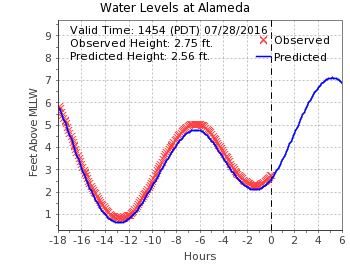 Water Levels at Alameda
Valid Time: 1454 (PDT) 07/28/2016
Observed Height: 2.75 ft.
Predicted Height: 2.56 ft.
Observed
Predicted
Feet Above MLLW
9
8
7
6
5
4
3
2
1
-18 -16 -14 -12 -10 -8 -6 -4 -2 0 2 4 6
Hours